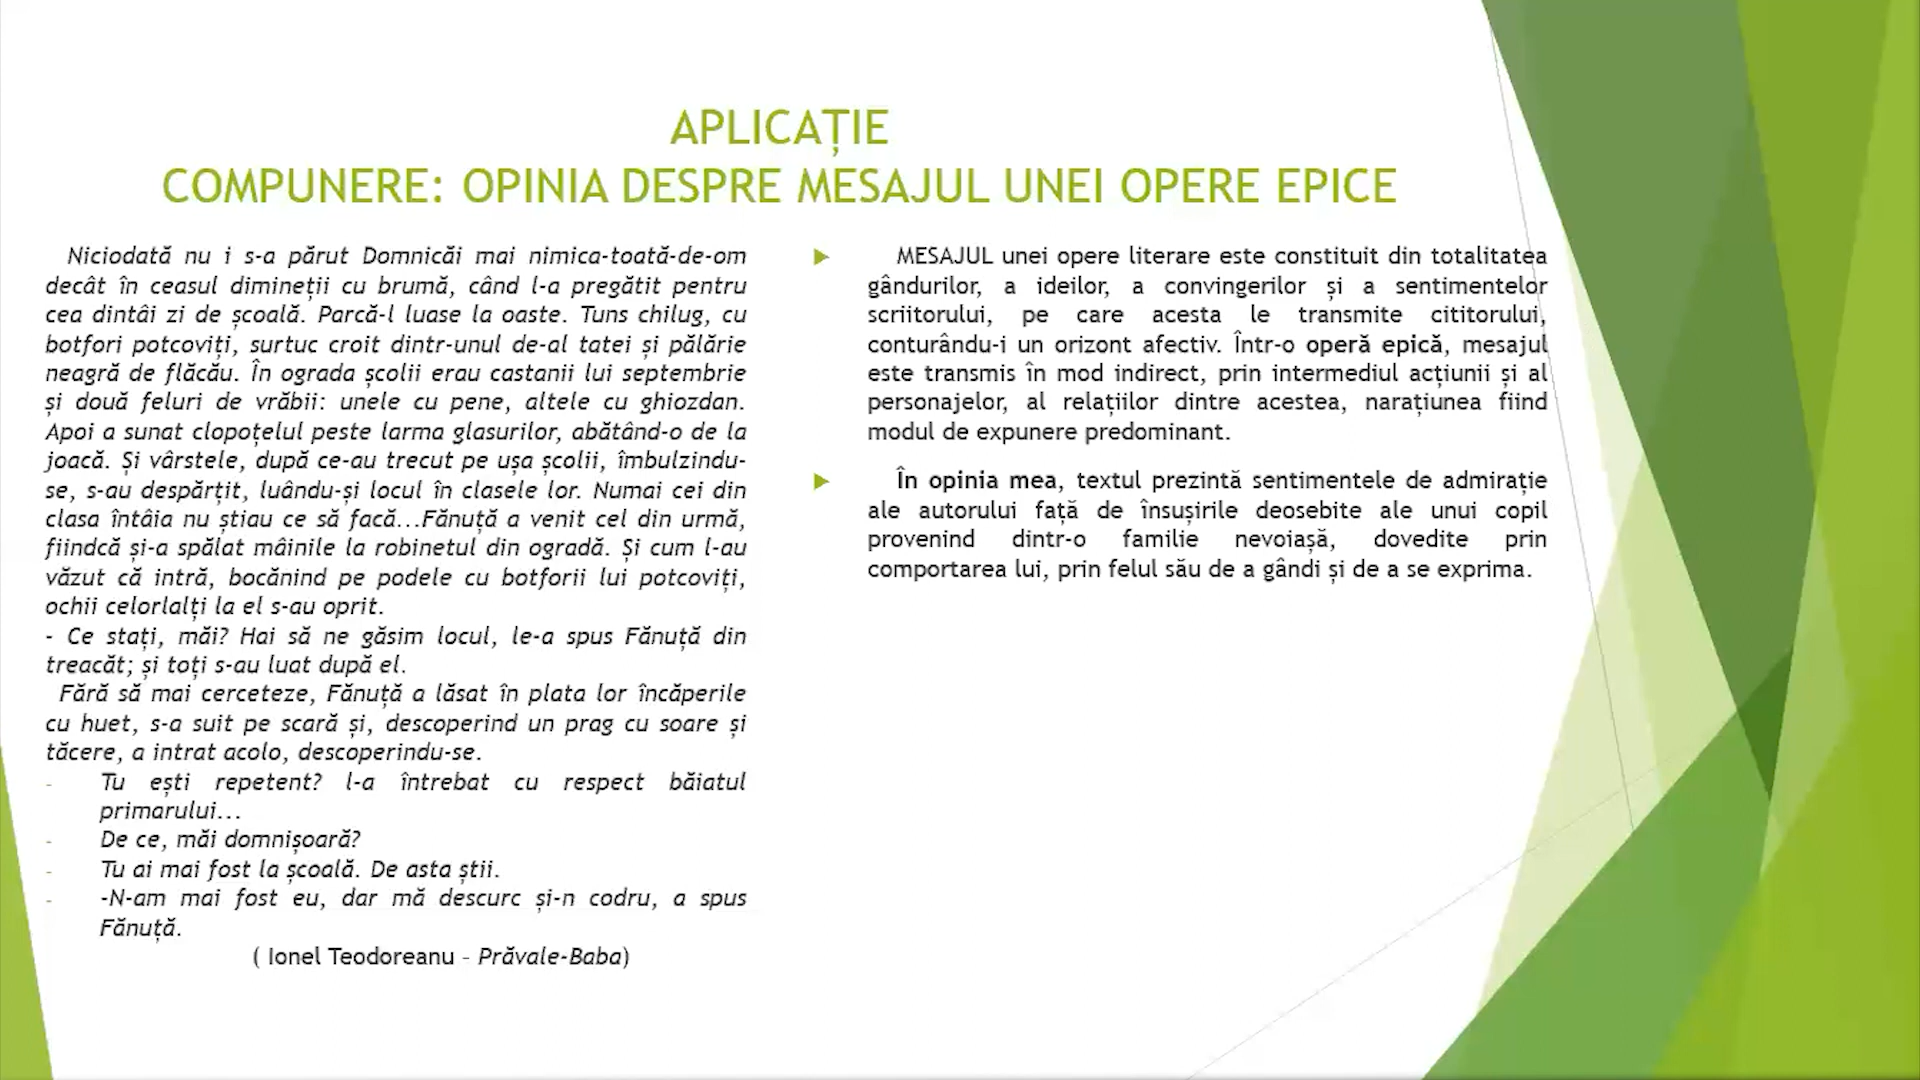 APLICAȚIE
COMPUNERE: OPINIA DESPRE MESAJUL UNEI OPERE EPICE
Niciodată nu i s-a părut Domnicăi mai nimica-toată-de-om
decât în ceasul dimineții cu brumă, când l-a pregătit pentru
cea dintâi zi de școală. Parcă-l luase la oaste. Tuns chilug, cu
botfori potcoviți, surtuc croit dintr-unul de-al tatei și pălărie
neagră de flăcău. În ograda școlii erau castanii lui septembrie
și două feluri de vrăbii: unele cu pene, altele cu ghiozdan.
Apoi a sunat clopoțelul peste larma glasurilor, abătând-o de la
joacă. Și vârstele, după ce-au trecut pe ușa școlii, îmbulzindu-
se, s-au despărțit, luându-și locul în clasele lor. Numai cei din
clasa întâia nu știau ce să facă...Fănuță a venit cel din urmă,
fiindcă și-a spălat mâinile la robinetul din ogradă. Și cum l-au
văzut că intră, bocănind pe podele cu botforii lui potcoviți,
ochii celorlalți la el s-au oprit.
- Ce stați, măi? Hai să ne găsim locul, le-a spus Fănuță din
treacăt; și toți s-au luat după el.
Fără să mai cerceteze, Fănuță a lăsat în plata lor încăperile
cu huet, s-a suit pe scară și, descoperind un prag cu soare și
tăcere, a intrat acolo, descoperindu-se.
- Tu ești repetent? l-a întrebat cu respect băiatul
primarului...
- De ce, măi domnișoară?
- Tu ai mai fost la școală. De asta știi.
- -N-am mai fost eu, dar mă descurc și-n codru, a spus
Fănuță.
( Ionel Teodoreanu – Prăvale-Baba)
MESAJUL unei opere literare este constituit din totalitatea
gândurilor, a ideilor, a convingerilor și a sentimentelor
scriitorului, pe care acesta le transmite cititorului,
conturându-i un orizont afectiv. Într-o operă epică, mesajul
este transmis în mod indirect, prin intermediul acțiunii și al
personajelor, al relațiilor dintre acestea, narațiunea fiind
modul de expunere predominant.
În opinia mea, textul prezintă sentimentele de admirație
ale autorului față de însușirile deosebite ale unui copil
provenind dintr-o familie nevoiașă, dovedite prin
comportarea lui, prin felul său de a gândi și de a se exprima.